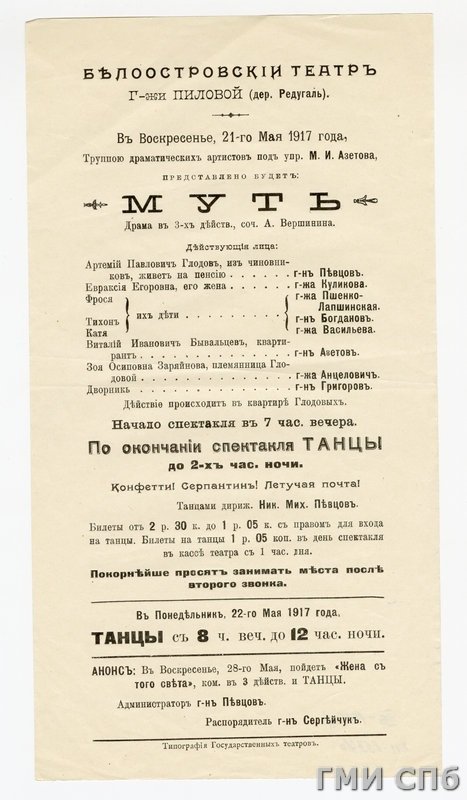 БѢЛООСТРОВСКІЙ ТЕАТРЪ
Г-жи ПИЛОВОЙ (дер. Редугаль).
Въ Воскресенье, 21-го Мая 1917 года,
Труппою драматическихъ артистовъ подъ упр. М. И. Азетова,
ПРЕДСТАВЛЕНО БУДЕТЪ:
МУТЬ
Драма въ 3-хъ дѣйств., соч. А. Вершинина.
Дѣйствующія лица:
Артемій Павловичъ Глодовъ, изъ чиновни-
ковъ, живетъ на пенсію . . . . . . г-нъ Пѣвцовъ.
Евраксія Егоровна, его жена . . . . . . г-жа Куликова.
Фрося г-жа Пшенко-
Лапшинская.
Тихонъ ихъ дѣти . . . . . . . . г-нъ Богдановъ.
Катя г-жа Васильева.
Виталій Ивановичъ Бывальцевъ, кварти-
рантъ . . . . . . . . . . . . . . г-нъ Азетовъ.
Зоя Осиповна Заряйнова, племянница Гло-
довой . . . . . . . . . . . . . . г-жа Анцеловичъ.
Дворникъ . . . . . . . . . . . . . . г-нъ Григоровъ.
Дѣйствіе происходитъ въ квартирѣ Глодовыхъ.
Начало спектакля въ 7 час. вечера.
По окончаніи спектакля ТАНЦЫ
до 2-хъ час. ночи.
Конфетти! Серпантинъ! Летучая почта!
Танцами дириж. Ник. Мих. Пѣвцовъ.
Билеты отъ 2 р. 30 к. до 1 р. 05 к. съ правомъ для входа
на танцы. Билеты на танцы 1 р. 05 коп. въ день спектакля
въ кассѣ театра съ 1 час. дня.
Покорнѣйше просятъ занимать мѣста послѣ
второго звонка.
Въ Понедѣльникъ, 22-го Мая 1917 года,
ТАНЦЫ съ 8 ч. веч. до 12 час. ночи.
АНОНСЪ: Въ Воскресенье, 28-го Мая, пойдетъ «Жена съ
того свѣта», ком. въ 3 дѣйств. и ТАНЦЫ.
Администраторъ г-нъ Пѣвцовъ.
Распорядитель г-нъ Сергѣйчукъ.
Типографія Государственныхъ театровъ.
ГМИ СПб